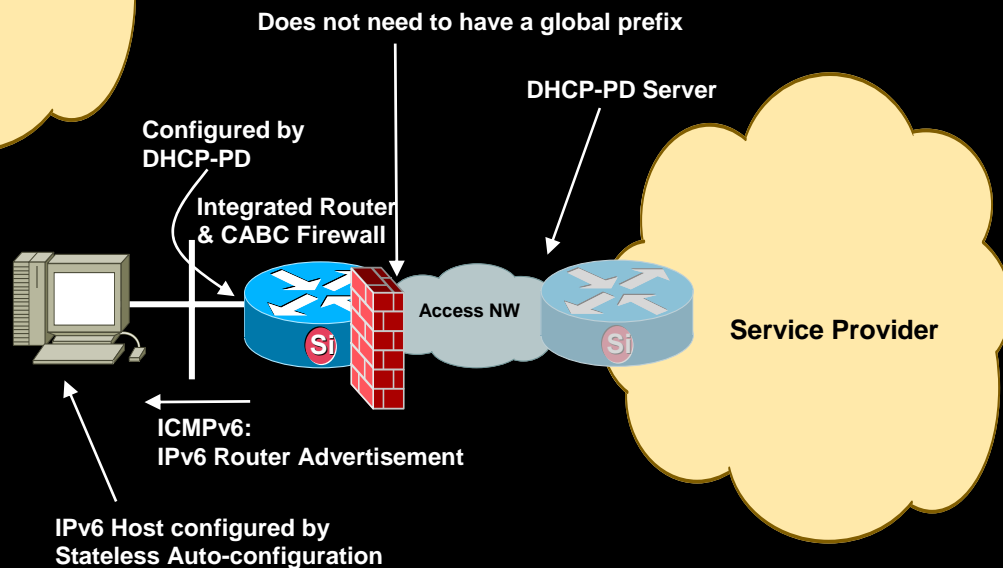 Does not need to have a global prefix
DHCP-PD Server
Configured by
DHCP-PD
Integrated Router
& CABC Firewall
Access NW
Si
Si
Service Provider
ICMPv6:
IPv6 Router Advertisement
IPv6 Host configured by
Stateless Auto-configuration